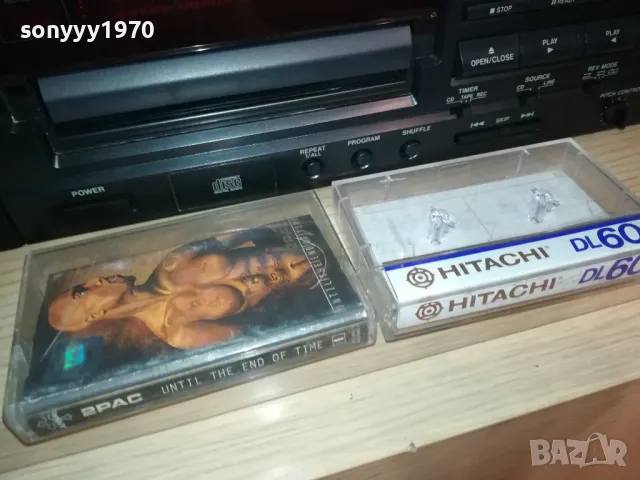 sonyyy1970
STOP
READY
OPEN/CLOSE
PLAY
PLAY
REV MODE
TIMER
CD TAPE REC
SOURCE
CD LINE
PITCH CONTROL
SKIP
POWER
REPEAT
1/ALL
PROGRAM
SHUFFLE
HITACHI DL60
HITACHI DL60
2PAC UNTIL THE END OF TIME
BAZAR